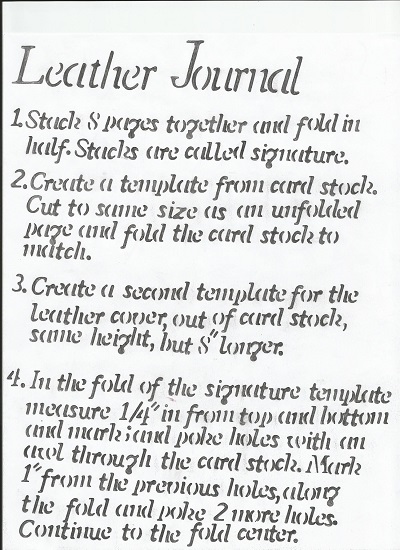 Leather Journal
1. Stack 8 pages together and fold in
half. Stacks are called signature.
2. Create a template from card stock.
Cut to same size as an unfolded
page and fold the card stock to
match.
3. Create a second template for the
leather cover, out of card stock,
same height, but 8" longer.
4. In the fold of the signature template
measure 1/4" in from top and bottom
and mark; and poke holes with an
awl through the card stock. Mark
1" from the previous holes, along
the fold and poke 2 more holes.
Continue to the fold center.